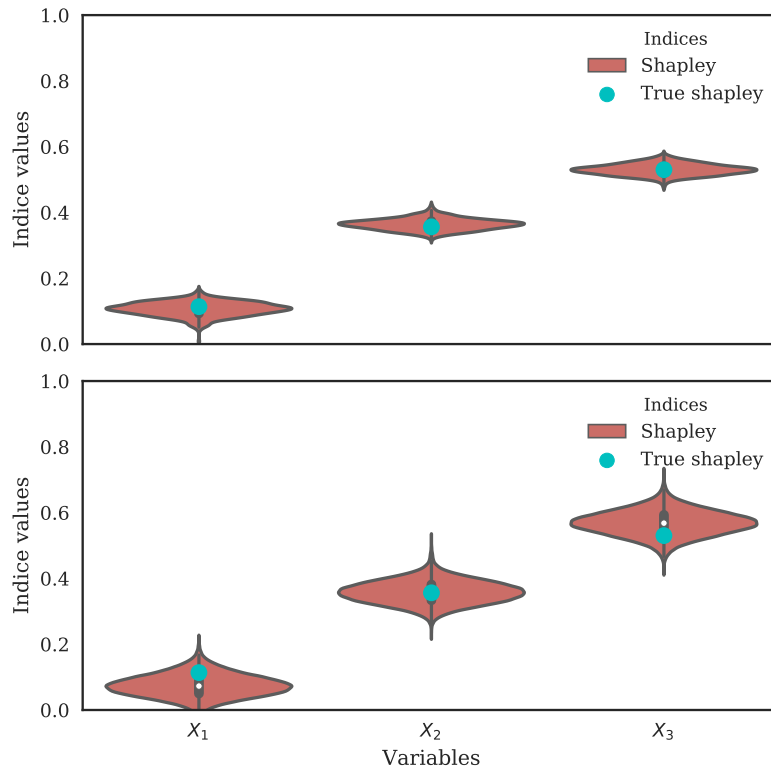 1.0
Indices
Shapley
True shapley
0.8
0.6
0.4
0.2
0.0
Indice values
1.0
Indices
Shapley
True shapley
0.8
0.6
0.4
0.2
0.0
Indice values
X1 X2 X3
Variables